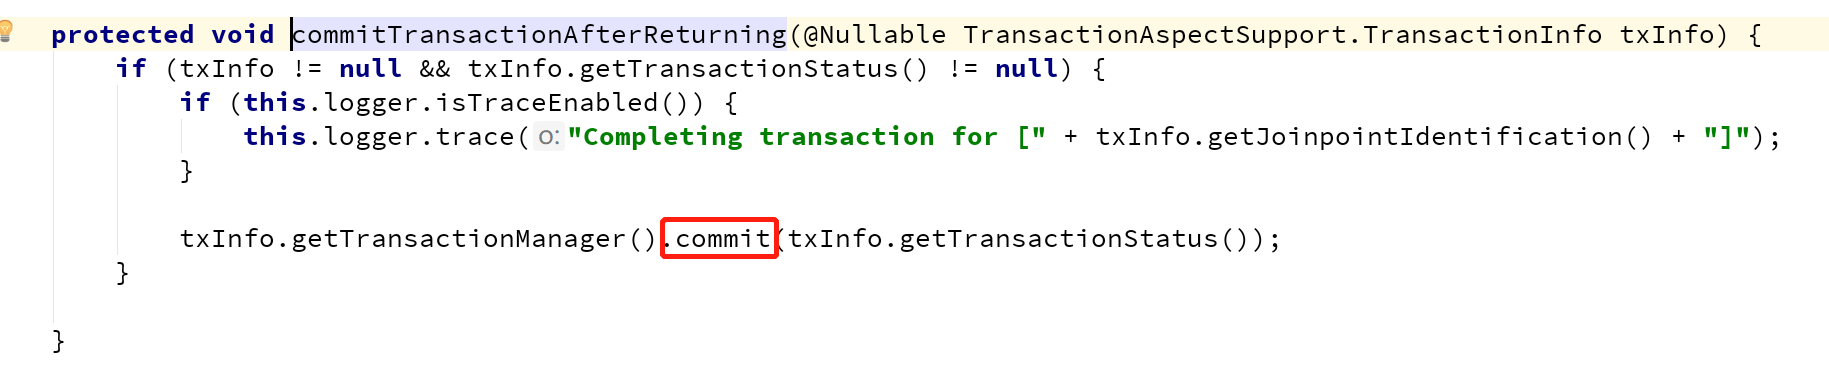 protected void commitTransactionAfterReturning(@Nullable TransactionAspectSupport.TransactionInfo txInfo) {
if (txInfo != null && txInfo.getTransactionStatus() != null) {
if (this.logger.isTraceEnabled()) {
this.logger.trace( o: "Completing transaction for [" + txInfo.getJoinpointIdentification() + "]");
}
txInfo.getTransactionManager().commit(txInfo.getTransactionStatus());
}
}